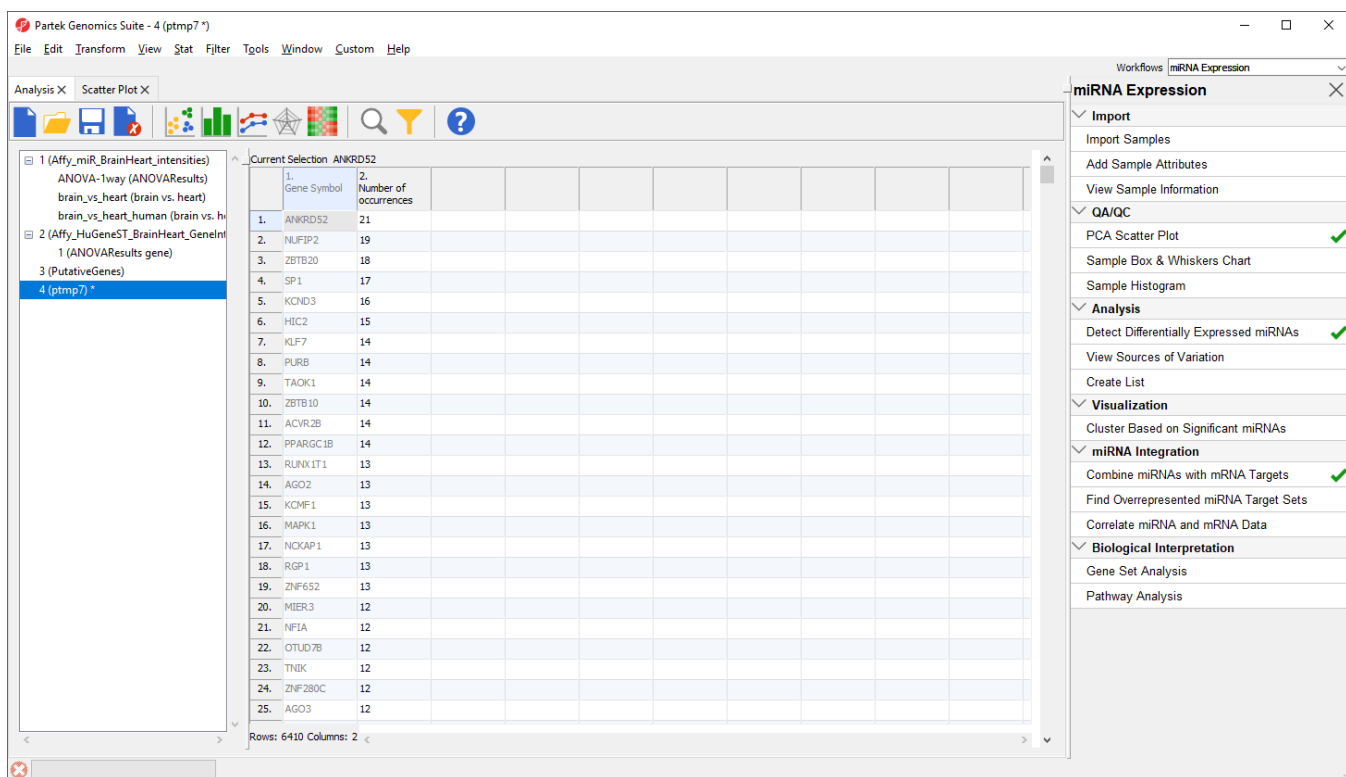 Partek Genomics Suite - 4 (ptmp7 *)
File Edit Transform View Stat Filter Tools Window Custom Help
Workflows miRNA Expression
Analysis X Scatter Plot X
1 (Affy_miR_BrainHeart_intensities)
ANOVA-1way (ANOVAResults)
brain_vs_heart (brain vs. heart)
brain_vs_heart_human (brain vs. he
2 (Affy_HuGeneST_BrainHeart_GeneInt
1 (ANOVAResults gene)
3 (PutativeGenes)
4 (ptmp7) *
Current Selection ANKRD52
1. Gene Symbol 2. Number of occurrences
1. ANKRD52 21
2. NUFIP2 19
3. ZBTB20 18
4. SP1 17
5. KCND3 16
6. HIC2 15
7. KLF7 14
8. PURB 14
9. TAOK1 14
10. ZBTB10 14
11. ACVR2B 14
12. PPARGC1B 14
13. RUNX1T1 13
14. AGO2 13
15. KCMF1 13
16. MAPK1 13
17. NCKAP1 13
18. RGP1 13
19. ZNF652 13
20. MIER3 12
21. NFIA 12
22. OTUD7B 12
23. TNIK 12
24. ZNF280C 12
25. AGO3 12
Rows: 6410 Columns: 2
miRNA Expression
Import
Import Samples
Add Sample Attributes
View Sample Information
QA/QC
PCA Scatter Plot
Sample Box & Whiskers Chart
Sample Histogram
Analysis
Detect Differentially Expressed miRNAs
View Sources of Variation
Create List
Visualization
Cluster Based on Significant miRNAs
miRNA Integration
Combine miRNAs with mRNA Targets
Find Overrepresented miRNA Target Sets
Correlate miRNA and mRNA Data
Biological Interpretation
Gene Set Analysis
Pathway Analysis